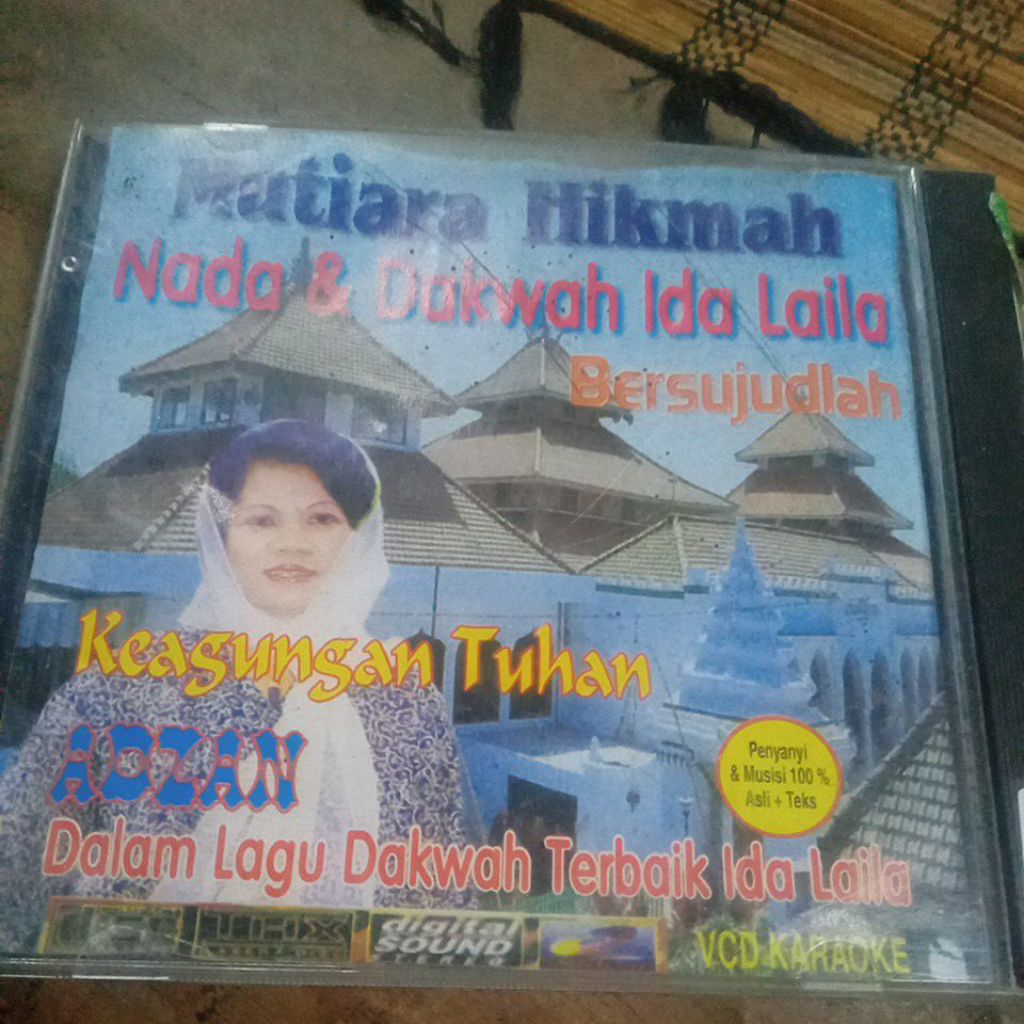 Mutiara Hikmah
Nada & Dakwah Ida Laila
Bersujudlah
Keagungan Tuhan
ADZAN
Penyanyi
& Musisi 100 %
Asli + Teks
Dalam Lagu Dakwah Terbaik Ida Laila
digital
SOUND
STEREO
VCD KARAOKE